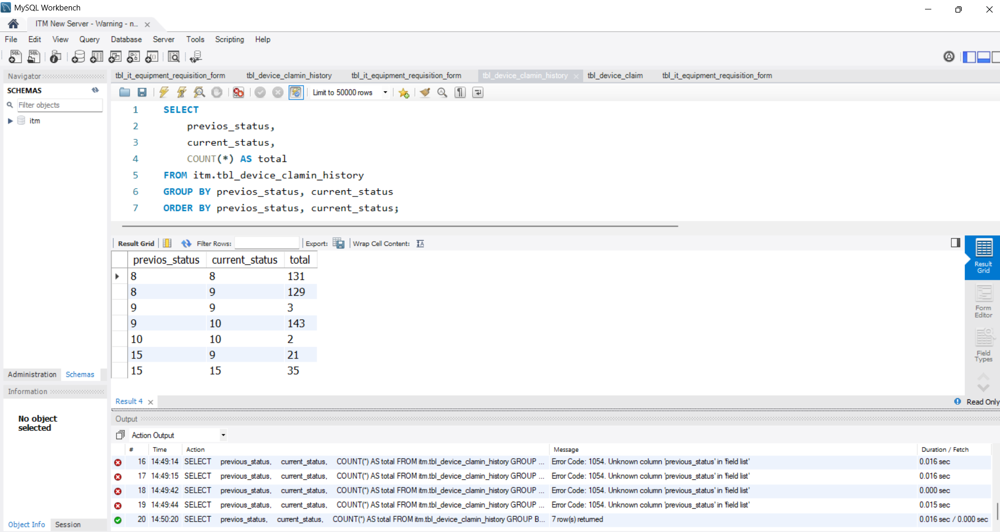 MySQL Workbench
ITM New Server - Warning - n...
File Edit View Query Database Server Tools Scripting Help
Navigator
SCHEMAS
Filter objects
itm
Administration Schemas
Information
No object
selected
Object Info Session
tbl_it_equipment_requisition_form tbl_device_clamin_history tbl_it_equipment_requisition_form tbl_device_clamin_history tbl_device_claim tbl_it_equipment_requisition_form
Limit to 50000 rows
1 SELECT
2 previos_status,
3 current_status,
4 COUNT(*) AS total
5 FROM itm.tbl_device_clamin_history
6 GROUP BY previos_status, current_status
7 ORDER BY previos_status, current_status;
Result Grid Filter Rows: Export: Wrap Cell Content:
previos_status current_status total
8 8 131
8 9 129
9 9 3
9 10 143
10 10 2
15 9 21
15 15 35
Result
Grid
Form
Editor
Field
Types
Result 4 Read Only
Output
Action Output
# Time Action Message Duration / Fetch
16 14:49:14 SELECT previous_status, current_status, COUNT(*) AS total FROM itm.tbl_device_clamin_history GROUP ... Error Code: 1054. Unknown column 'previous_status' in 'field list' 0.016 sec
17 14:49:15 SELECT previous_status, current_status, COUNT(*) AS total FROM itm.tbl_device_clamin_history GROUP ... Error Code: 1054. Unknown column 'previous_status' in 'field list' 0.016 sec
18 14:49:42 SELECT previous_status, current_status, COUNT(*) AS total FROM itm.tbl_device_clamin_history GROUP ... Error Code: 1054. Unknown column 'previous_status' in 'field list' 0.000 sec
19 14:49:44 SELECT previous_status, current_status, COUNT(*) AS total FROM itm.tbl_device_clamin_history GROUP ... Error Code: 1054. Unknown column 'previous_status' in 'field list' 0.015 sec
20 14:50:20 SELECT previos_status, current_status, COUNT(*) AS total FROM itm.tbl_device_clamin_history GROUP B... 7 row(s) returned 0.016 sec / 0.000 sec